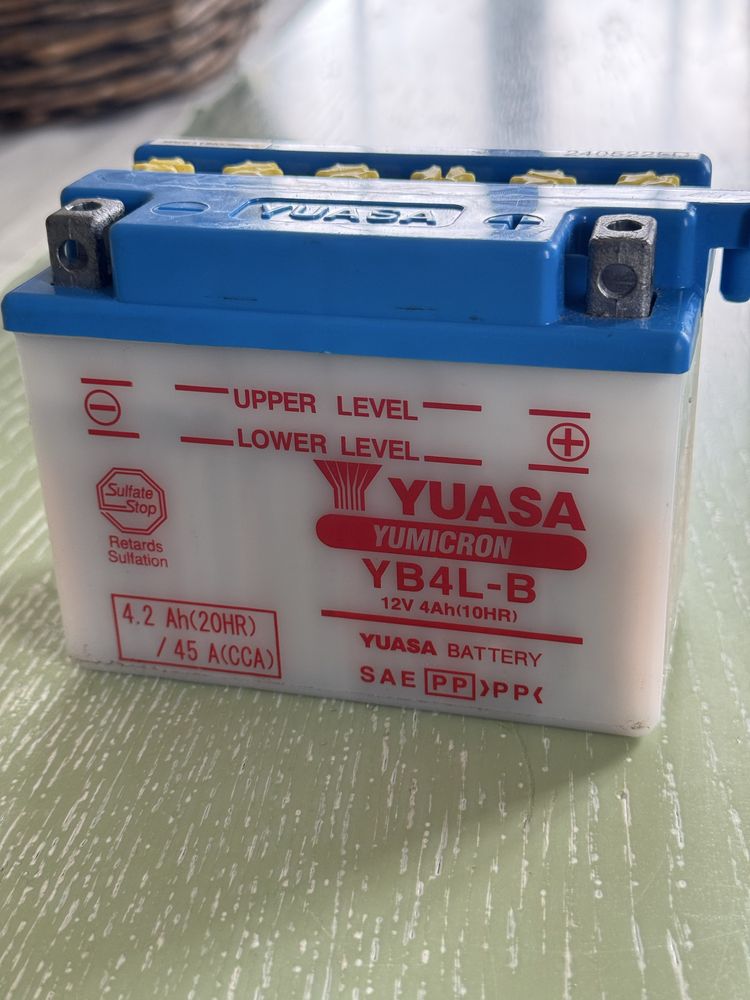 YUASA
UPPER LEVEL
LOWER LEVEL
Sulfate
Stop
Retards
Sulfation
YUASA
YUMICRON
YB4L-B
12V 4Ah(10HR)
4.2 Ah(20HR)
/ 45 A(CCA)
YUASA BATTERY
SAE PP >PP<